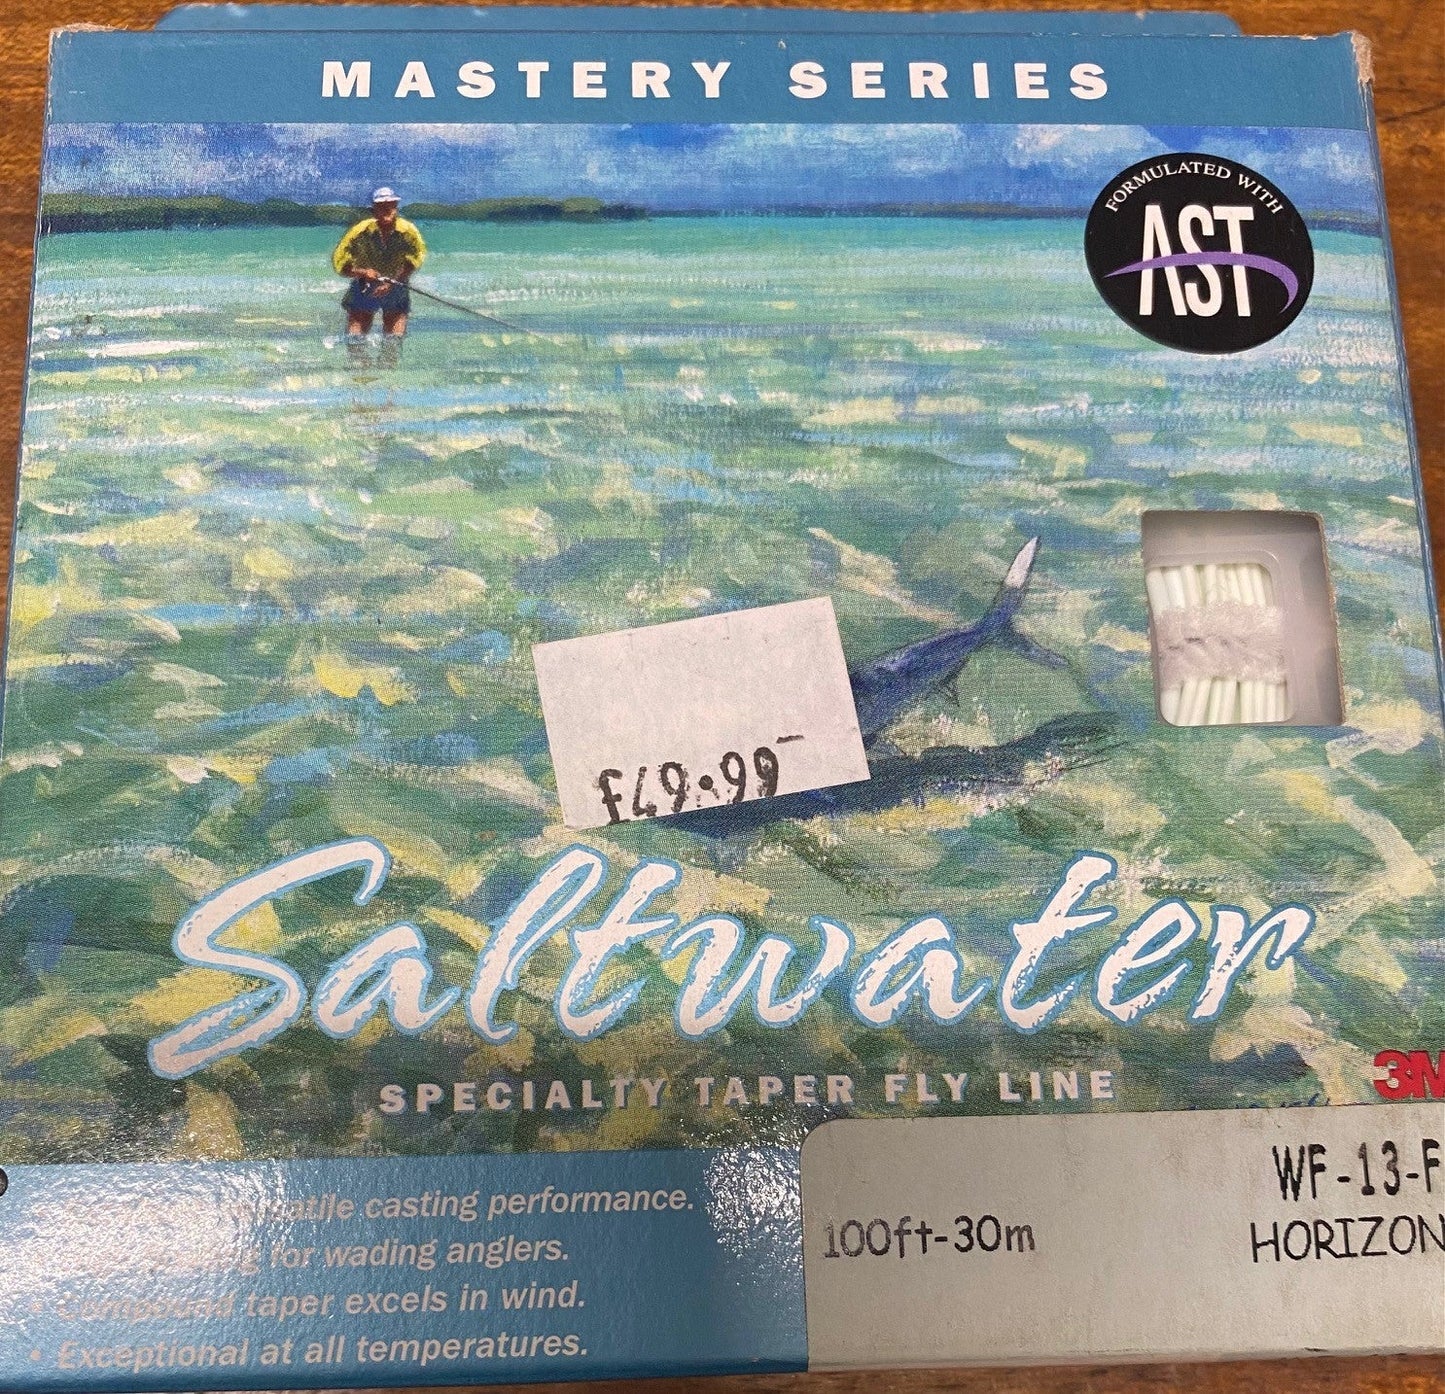 MASTERY SERIES
FORMULATED WITH
AST
£49.99
Saltwater
SPECIALTY TAPER FLY LINE
3M
WF-13-F
100ft-30m
HORIZON
casting performance.
for wading anglers.
• Compound taper excels in wind.
• Exceptional at all temperatures.